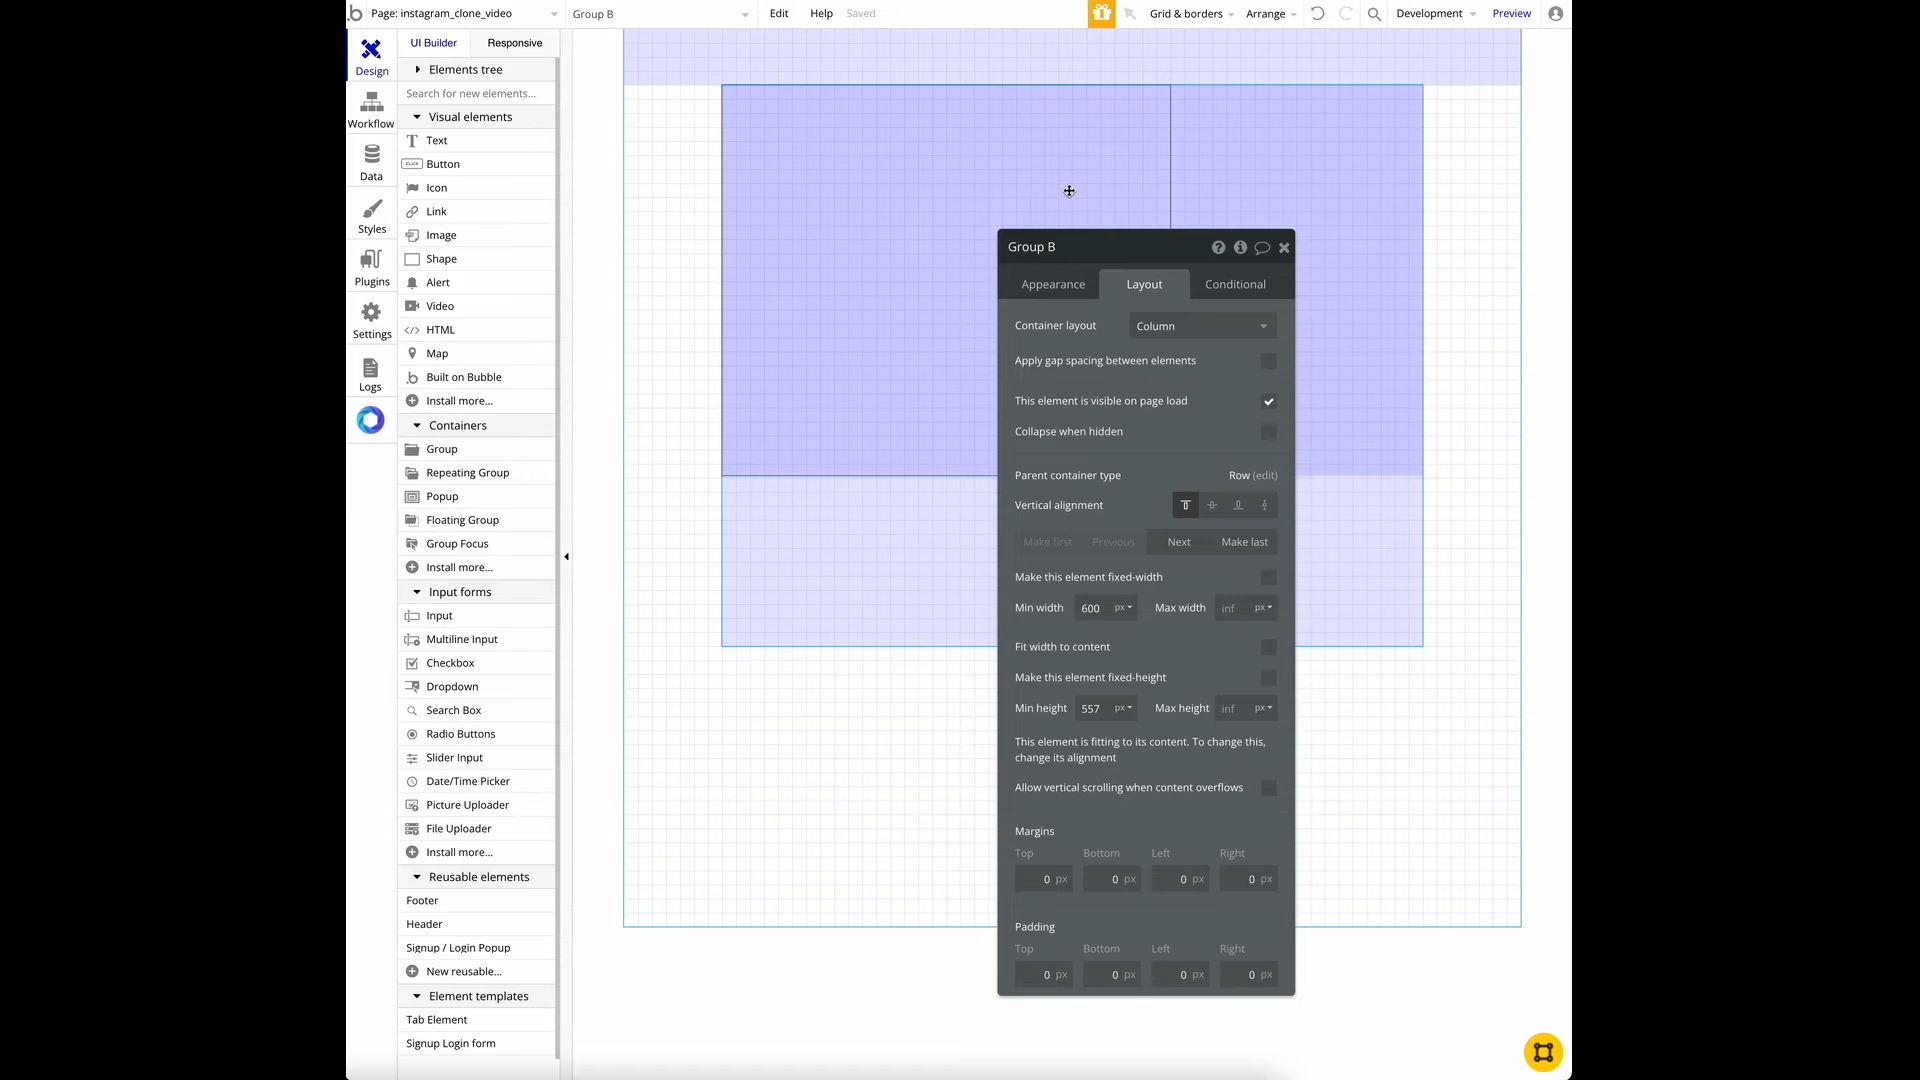 b Page: instagram_clone_video
Group B
Edit
Help
Saved
Grid & borders
Arrange
Development
Preview
Design
Workflow
Data
Styles
Plugins
Settings
Logs
UI Builder
Responsive
Elements tree
Search for new elements...
Visual elements
Text
CLICK Button
Icon
Link
Image
Shape
Alert
Video
</> HTML
Map
b Built on Bubble
Install more...
Containers
Group
Repeating Group
Popup
Floating Group
Group Focus
Install more...
Input forms
Input
Multiline Input
Checkbox
Dropdown
Search Box
Radio Buttons
Slider Input
Date/Time Picker
Picture Uploader
File Uploader
Install more...
Reusable elements
Footer
Header
Signup / Login Popup
New reusable...
Element templates
Tab Element
Signup Login form
Group B
Appearance
Layout
Conditional
Container layout
Column
Apply gap spacing between elements
This element is visible on page load
Collapse when hidden
Parent container type
Row (edit)
Vertical alignment
Make first
Previous
Next
Make last
Make this element fixed-width
Min width 600 px
Max width inf px
Fit width to content
Make this element fixed-height
Min height 557 px
Max height inf px
This element is fitting to its content. To change this,
change its alignment
Allow vertical scrolling when content overflows
Margins
Top Bottom Left Right
0 px 0 px 0 px 0 px
Padding
Top Bottom Left Right
0 px 0 px 0 px 0 px